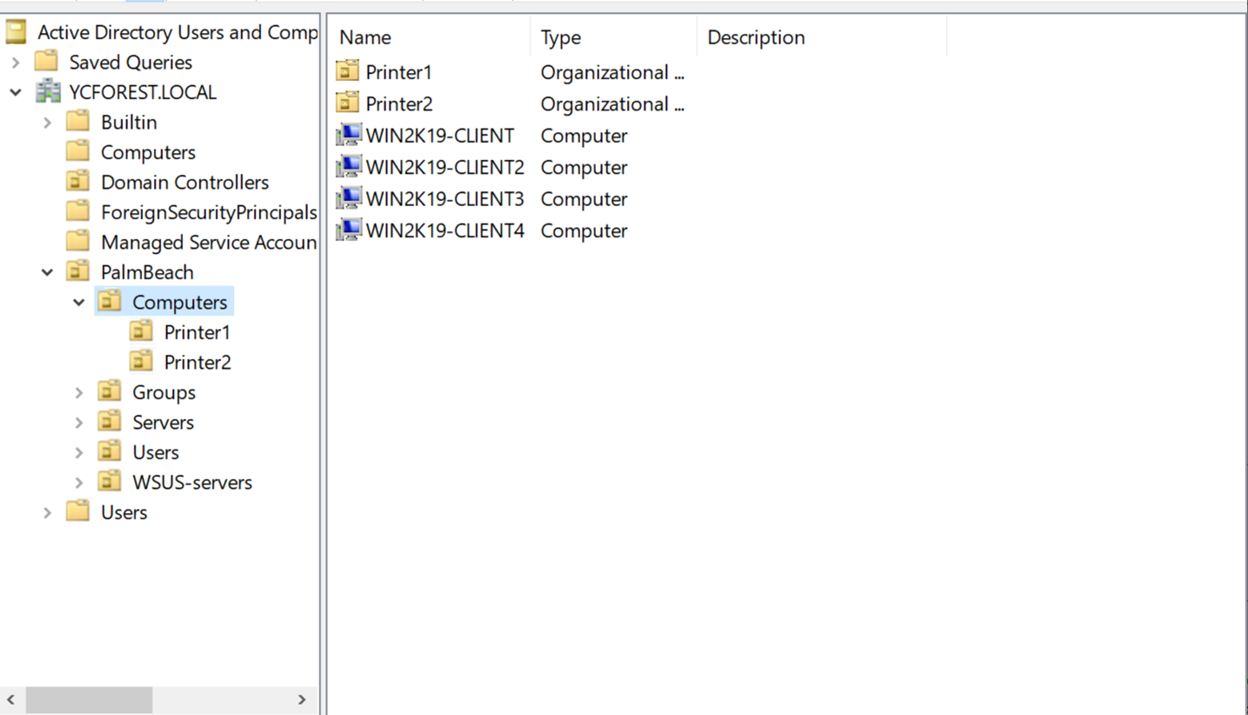 Active Directory Users and Comp
Saved Queries
YCFOREST.LOCAL
Builtin
Computers
Domain Controllers
ForeignSecurityPrincipals
Managed Service Accoun
PalmBeach
Computers
Printer1
Printer2
Groups
Servers
Users
WSUS-servers
Users
Name Type Description
Printer1 Organizational ...
Printer2 Organizational ...
WIN2K19-CLIENT Computer
WIN2K19-CLIENT2 Computer
WIN2K19-CLIENT3 Computer
WIN2K19-CLIENT4 Computer